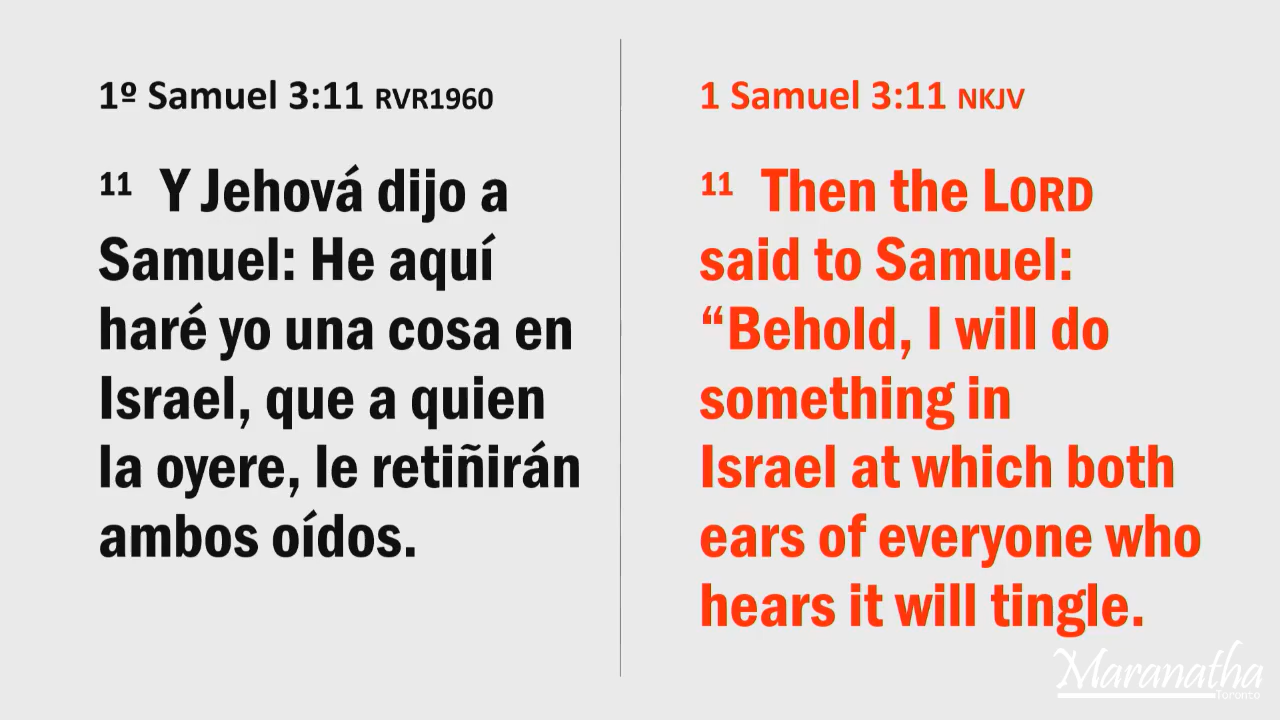 1º Samuel 3:11 RVR1960
11 Y Jehová dijo a
Samuel: He aquí
haré yo una cosa en
Israel, que a quien
la oyere, le retiñirán
ambos oídos.
1 Samuel 3:11 NKJV
11 Then the LORD
said to Samuel:
“Behold, I will do
something in
Israel at which both
ears of everyone who
hears it will tingle.
Maranatha
Toronto